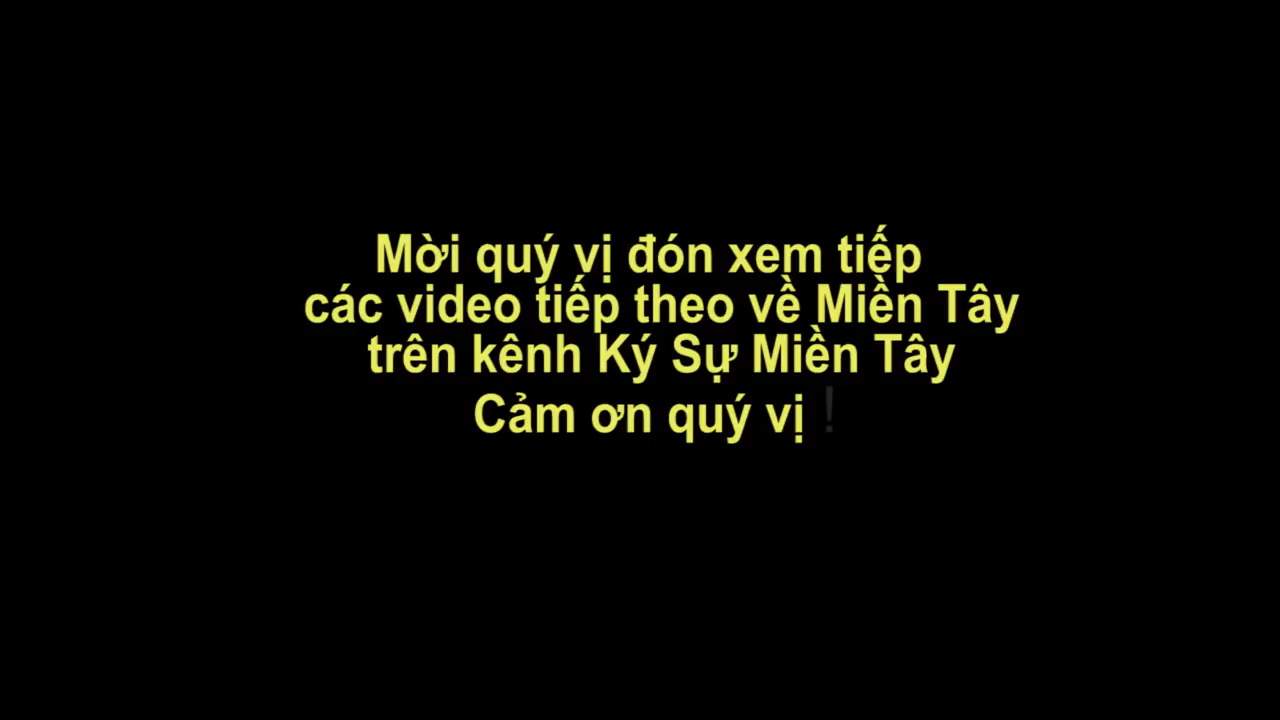 Mời quý vị đón xem tiếp
các video tiếp theo về Miền Tây
trên kênh Ký Sự Miền Tây
Cảm ơn quý vị !